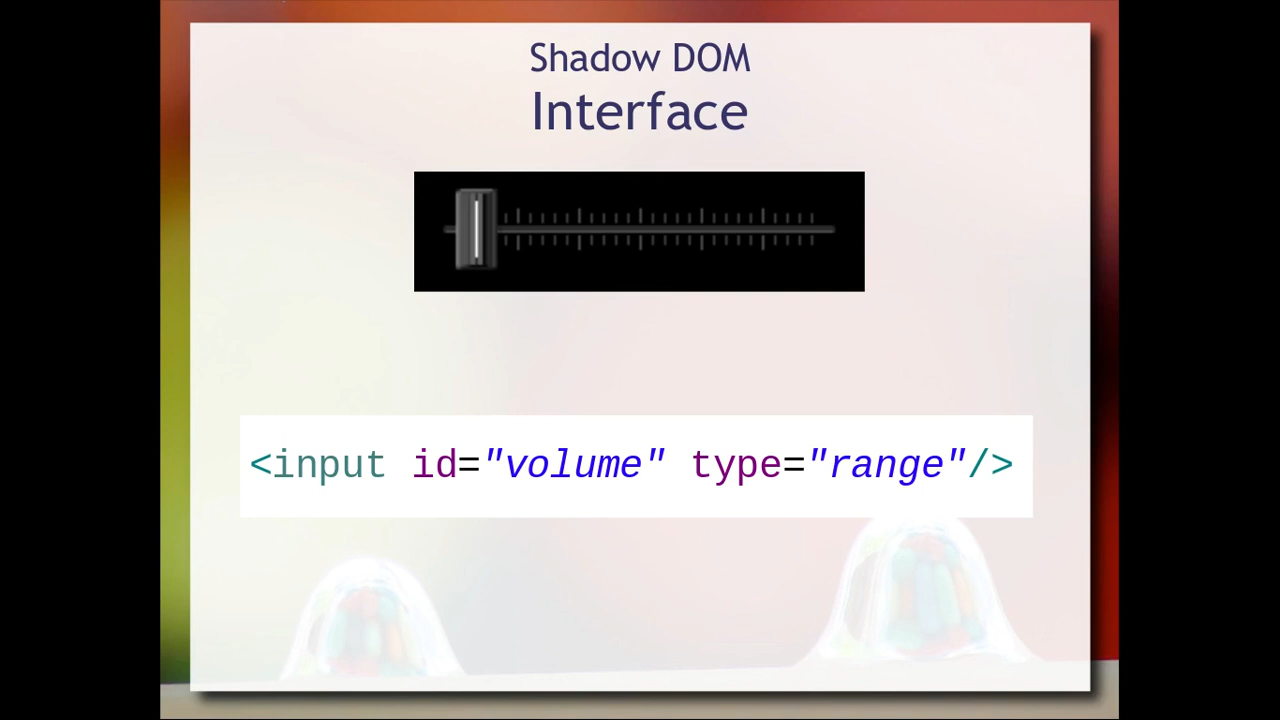 Shadow DOM
Interface
<input id="volume" type="range"/>